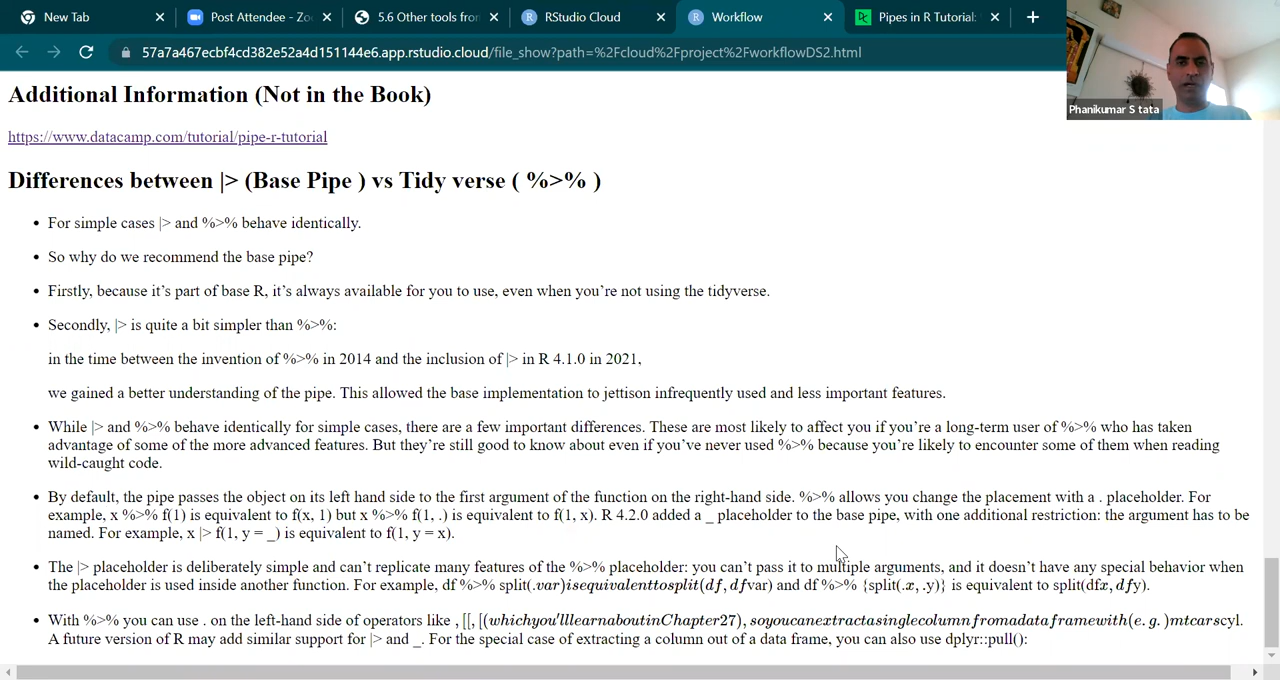 New Tab
Post Attendee - Zo
5.6 Other tools from
RStudio Cloud
Workflow
Pipes in R Tutorial:
57a7a467ecbf4cd382e52a4d151144e6.app.rstudio.cloud/file_show?path=%2Fcloud%2Fproject%2FworkflowDS2.html
Phanikumar S tata
Additional Information (Not in the Book)
https://www.datacamp.com/tutorial/pipe-r-tutorial
Differences between |> (Base Pipe ) vs Tidy verse ( %>% )
• For simple cases |> and %>% behave identically.
• So why do we recommend the base pipe?
• Firstly, because it's part of base R, it's always available for you to use, even when you're not using the tidyverse.
• Secondly, |> is quite a bit simpler than %>%:
in the time between the invention of %>% in 2014 and the inclusion of |> in R 4.1.0 in 2021,
we gained a better understanding of the pipe. This allowed the base implementation to jettison infrequently used and less important features.
• While |> and %>% behave identically for simple cases, there are a few important differences. These are most likely to affect you if you're a long-term user of %>% who has taken
advantage of some of the more advanced features. But they're still good to know about even if you've never used %>% because you're likely to encounter some of them when reading
wild-caught code.
• By default, the pipe passes the object on its left hand side to the first argument of the function on the right-hand side. %>% allows you change the placement with a . placeholder. For
example, x %>% f(1) is equivalent to f(x, 1) but x %>% f(1, .) is equivalent to f(1, x). R 4.2.0 added a _ placeholder to the base pipe, with one additional restriction: the argument has to be
named. For example, x |> f(1, y = _) is equivalent to f(1, y = x).
• The |> placeholder is deliberately simple and can't replicate many features of the %>% placeholder: you can't pass it to multiple arguments, and it doesn't have any special behavior when
the placeholder is used inside another function. For example, df %>% split(.var)isequivalenttosplit(df, dfvar) and df %>% {split(.x, .y)} is equivalent to split(dfx, dfy).
• With %>% you can use . on the left-hand side of operators like , [[, [(whichyou'lllearnaboutinChapter27), soyoucanextractasinglecolumnfromadataframewith(e.g.)mtcarscyl.
A future version of R may add similar support for |> and _. For the special case of extracting a column out of a data frame, you can also use dplyr::pull():